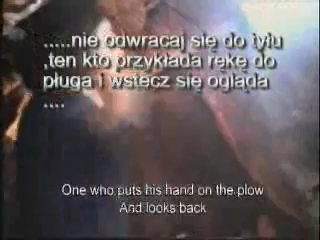 .....nie odwracaj się do tyłu
,ten kto przykłada rękę do
pługa i wstecz się ogląda
....
One who puts his hand on the plow
And looks back